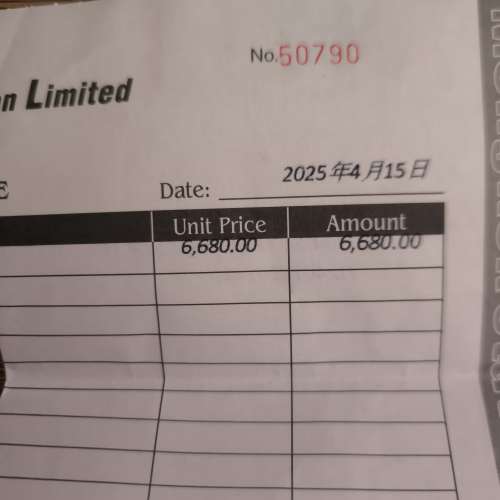 No.50790
n Limited
E
Date: 2025年4月15日
Unit Price Amount
6,680.00 6,680.00